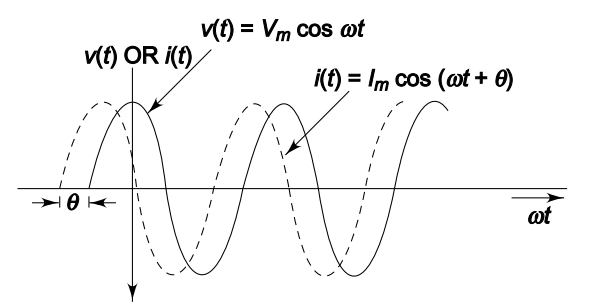 v(t) = Vm cos ωt
v(t) OR i(t)
i(t) = Im cos (ωt + θ)
θ
ωt